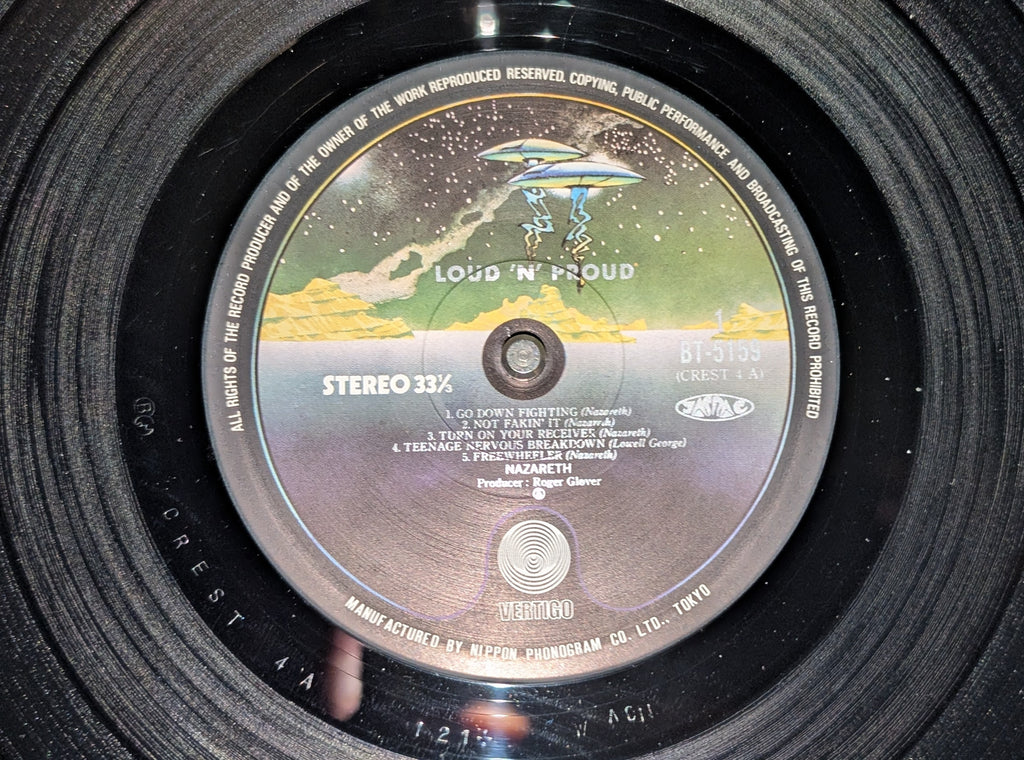 ALL RIGHTS OF THE RECORD PRODUCER AND OF THE OWNER OF THE WORK REPRODUCED RESERVED. COPYING, PUBLIC PERFORMANCE AND BROADCASTING OF THIS RECORD PROHIBITED
LOUD 'N' PROUD
1
BT-5159
(CREST 4 A)
STEREO 33⅓
1. GO DOWN FIGHTING (Nazareth)
2. NOT FAKIN' IT (Nazareth)
3. TURN ON YOUR RECEIVER (Nazareth)
4. TEENAGE NERVOUS BREAKDOWN (Lowell George)
5. FREEWHEELER (Nazareth)
NAZARETH
Producer : Roger Glover
VERTIGO
MANUFACTURED BY NIPPON PHONOGRAM CO. LTD., TOKYO
CREST 4 A
121